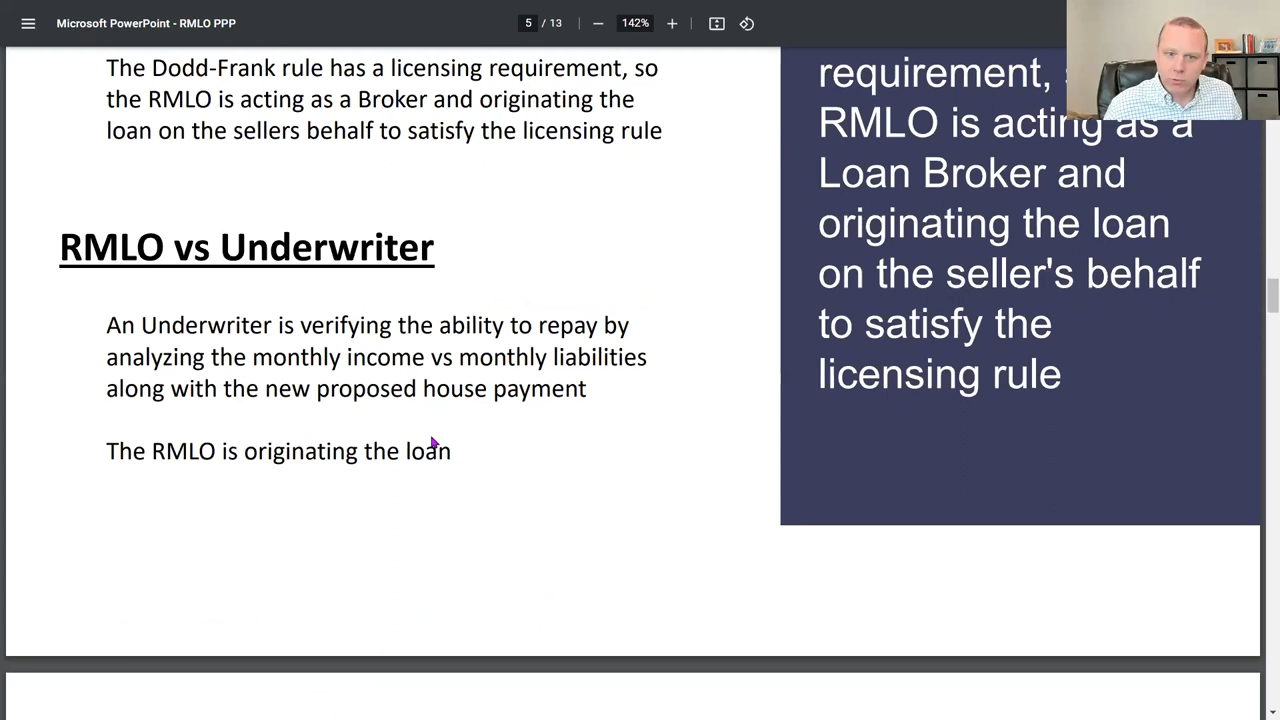 Microsoft PowerPoint - RMLO PPP
5 / 13
142%
The Dodd-Frank rule has a licensing requirement, so
the RMLO is acting as a Broker and originating the
loan on the sellers behalf to satisfy the licensing rule
RMLO vs Underwriter
An Underwriter is verifying the ability to repay by
analyzing the monthly income vs monthly liabilities
along with the new proposed house payment
The RMLO is originating the loan
requirement,
RMLO is acting as a
Loan Broker and
originating the loan
on the seller's behalf
to satisfy the
licensing rule